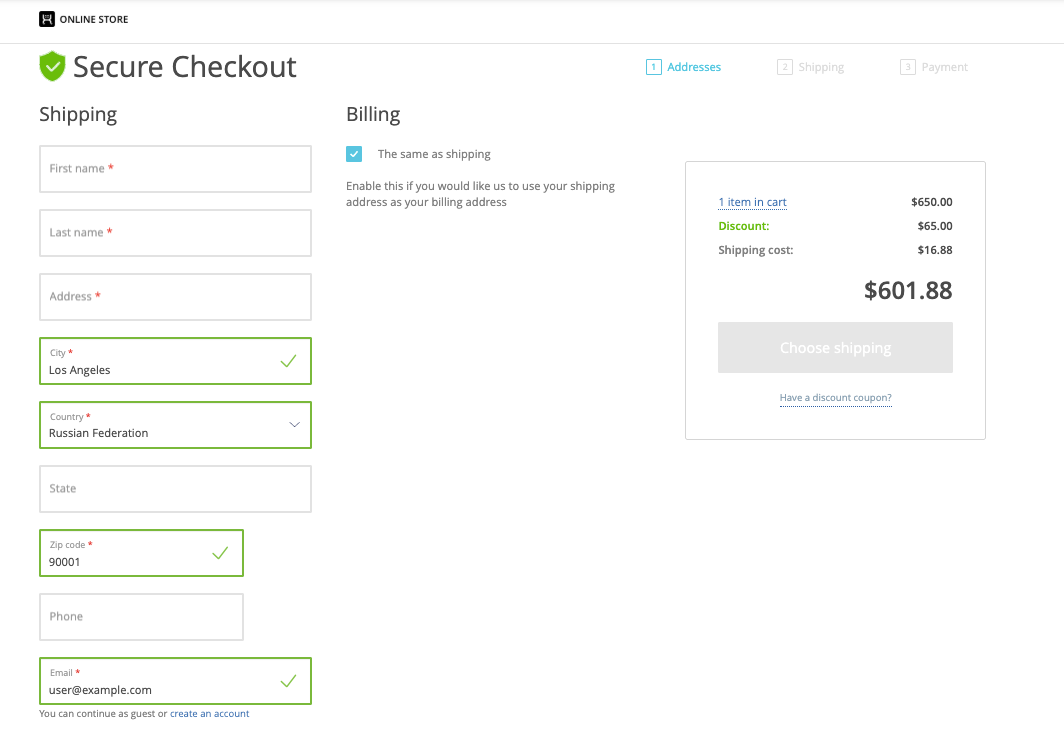 ONLINE STORE
Secure Checkout
1 Addresses
2 Shipping
3 Payment
Shipping
First name *
Last name *
Address *
City *
Los Angeles
Country *
Russian Federation
State
Zip code *
90001
Phone
Email *
user@example.com
You can continue as guest or create an account
Billing
The same as shipping
Enable this if you would like us to use your shipping
address as your billing address
1 item in cart $650.00
Discount: $65.00
Shipping cost: $16.88
$601.88
Choose shipping
Have a discount coupon?